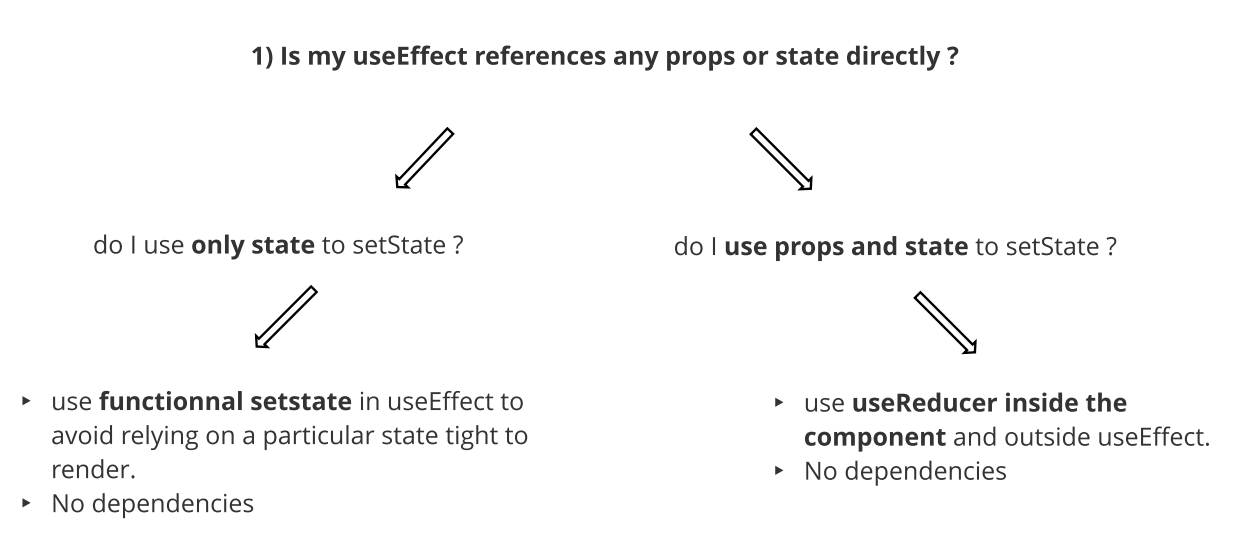 1) Is my useEffect references any props or state directly ?
do I use only state to setState ?
do I use props and state to setState ?
‣ use functionnal setstate in useEffect to
avoid relying on a particular state tight to
render.
‣ No dependencies
‣ use useReducer inside the
component and outside useEffect.
‣ No dependencies